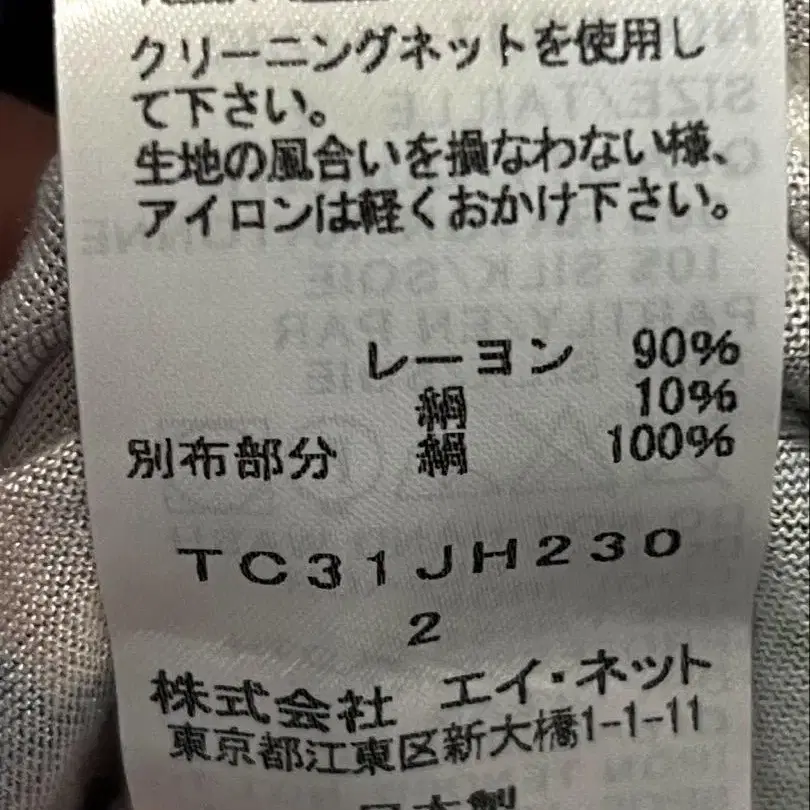 クリーニングネットを使用し
て下さい。
生地の風合いを損なわない様、
アイロンは軽くおかけ下さい。
レーヨン 90%
絹 10%
別布部分 絹 100%
TC31JH230
2
株式会社 エイ・ネット
東京都江東区新大橋1-1-11
日本製